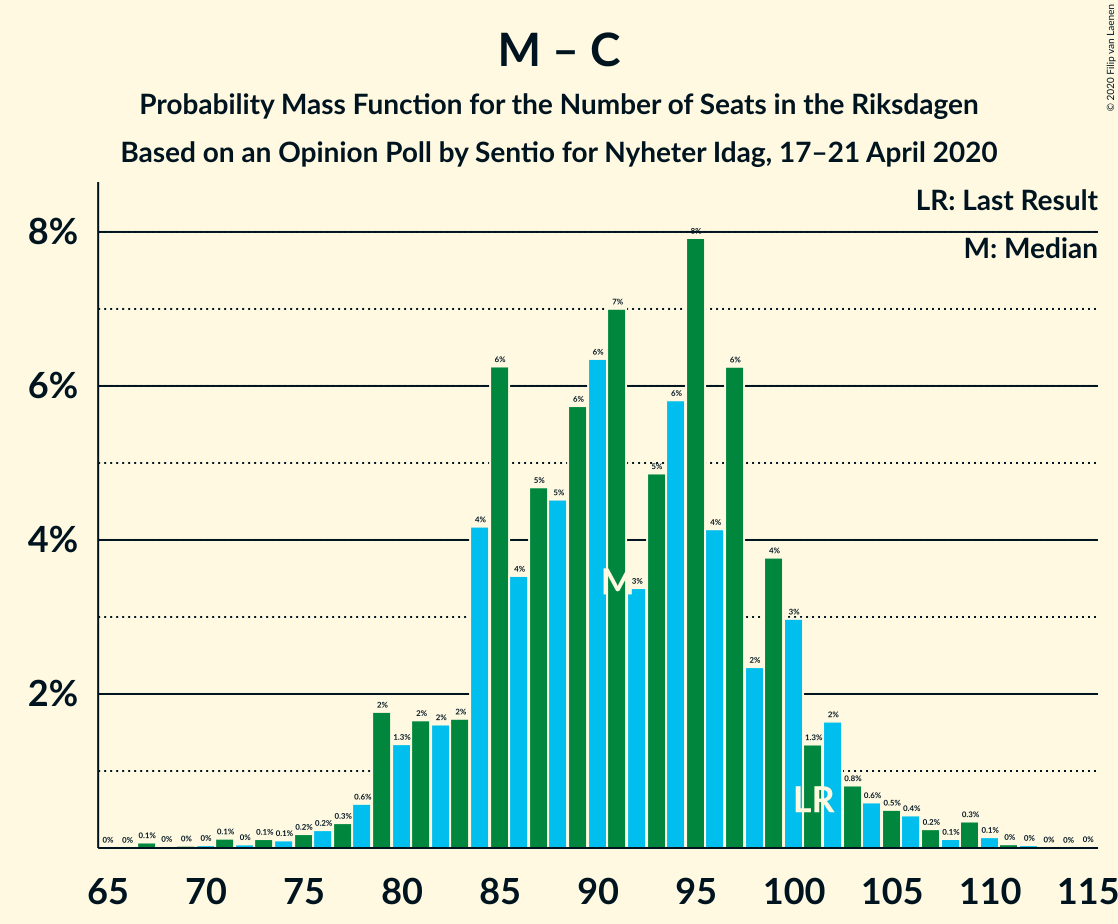 M – C
Probability Mass Function for the Number of Seats in the Riksdagen
Based on an Opinion Poll by Sentio for Nyheter Idag, 17–21 April 2020
© 2020 Filip van Laenen
LR: Last Result
M: Median
8%
6%
4%
2%
0% 0% 0.1% 0% 0% 0% 0.1% 0% 0.1% 0.1% 0.2% 0.2% 0.3% 0.6% 2% 1.3% 2% 2% 2% 4% 6% 4% 5% 5% 6% 6% 7% 3% 5% 6% 8% 4% 6% 2% 4% 3% 1.3% 2% 0.8% 0.6% 0.5% 0.4% 0.2% 0.1% 0.3% 0.1% 0% 0% 0% 0% 0%
M
LR
65 70 75 80 85 90 95 100 105 110 115